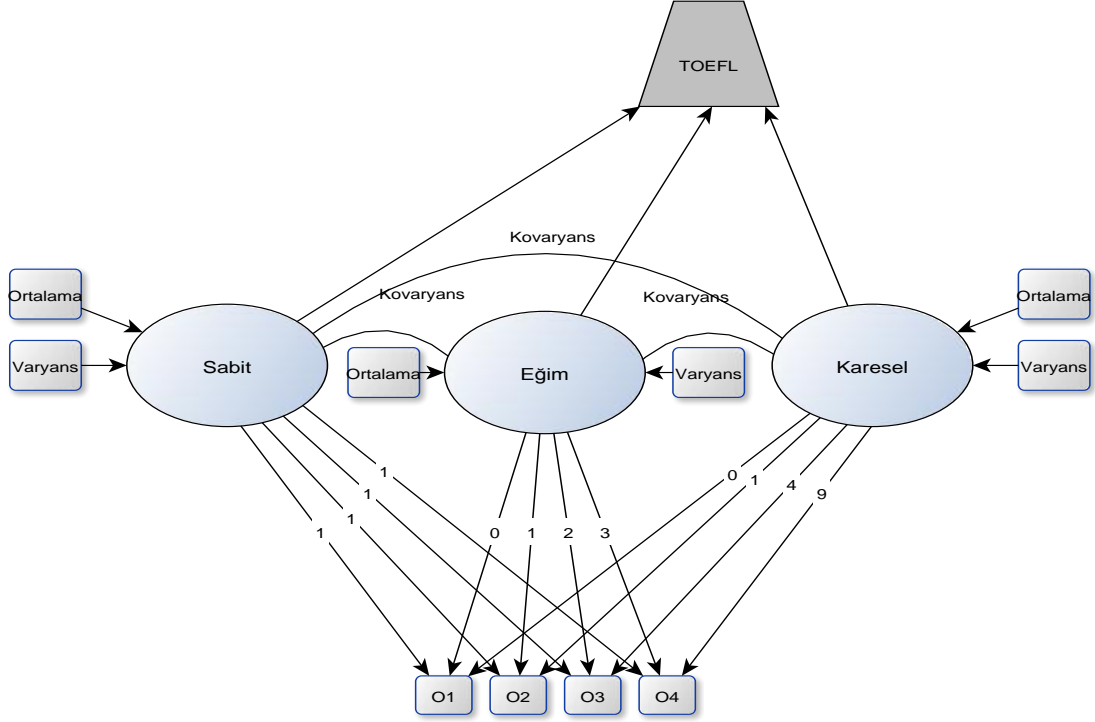 TOEFL
Kovaryans
Kovaryans
Kovaryans
Ortalama
Varyans
Sabit
Ortalama
Eğim
Varyans
Karesel
Ortalama
Varyans
1
1
1
1
0
1
2
3
0
1
4
9
O1
O2
O3
O4